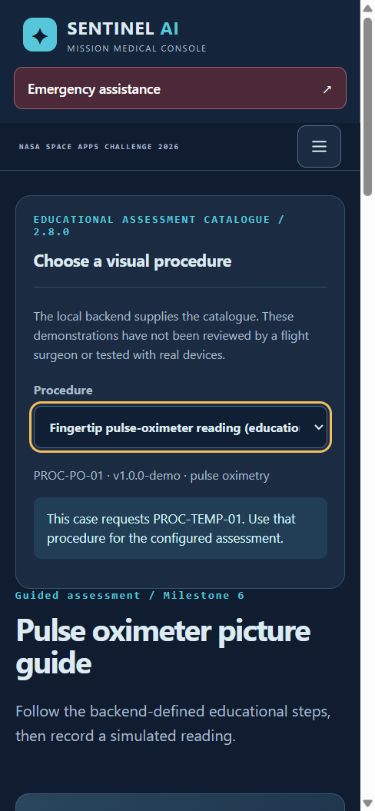 SENTINEL AI
MISSION MEDICAL CONSOLE
Emergency assistance ↗
NASA SPACE APPS CHALLENGE 2026
EDUCATIONAL ASSESSMENT CATALOGUE /
2.8.0
Choose a visual procedure
The local backend supplies the catalogue. These
demonstrations have not been reviewed by a flight
surgeon or tested with real devices.
Procedure
Fingertip pulse-oximeter reading (educatio
PROC-PO-01 · v1.0.0-demo · pulse oximetry
This case requests PROC-TEMP-01. Use that
procedure for the configured assessment.
Guided assessment / Milestone 6
Pulse oximeter picture
guide
Follow the backend-defined educational steps,
then record a simulated reading.